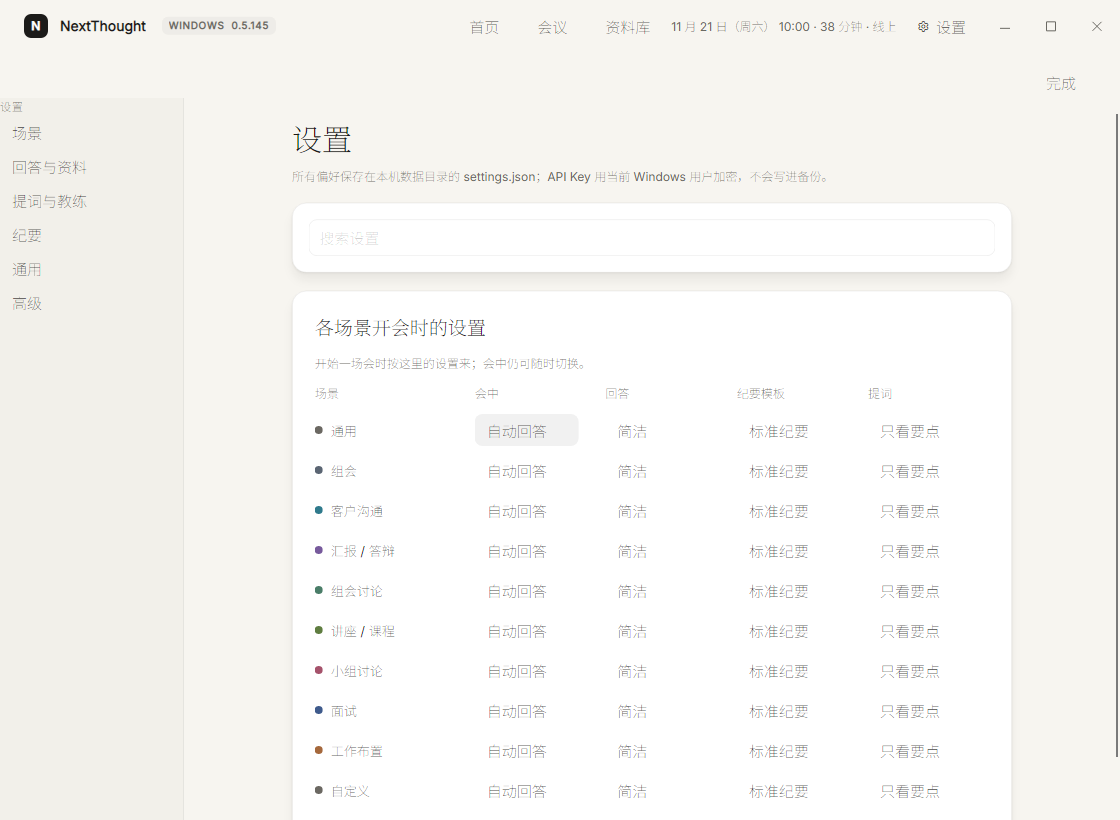 N NextThought WINDOWS 0.5.145 首页 会议 资料库 11 月 21 日（周六） 10:00 · 38 分钟 · 线上 设置
完成
设置
场景
回答与资料
提词与教练
纪要
通用
高级
设置
所有偏好保存在本机数据目录的 settings.json；API Key 用当前 Windows 用户加密，不会写进备份。
搜索设置
各场景开会时的设置
开始一场会时按这里的设置来；会中仍可随时切换。
场景 会中 回答 纪要模板 提词
通用 自动回答 简洁 标准纪要 只看要点
组会 自动回答 简洁 标准纪要 只看要点
客户沟通 自动回答 简洁 标准纪要 只看要点
汇报 / 答辩 自动回答 简洁 标准纪要 只看要点
组会讨论 自动回答 简洁 标准纪要 只看要点
讲座 / 课程 自动回答 简洁 标准纪要 只看要点
小组讨论 自动回答 简洁 标准纪要 只看要点
面试 自动回答 简洁 标准纪要 只看要点
工作布置 自动回答 简洁 标准纪要 只看要点
自定义 自动回答 简洁 标准纪要 只看要点